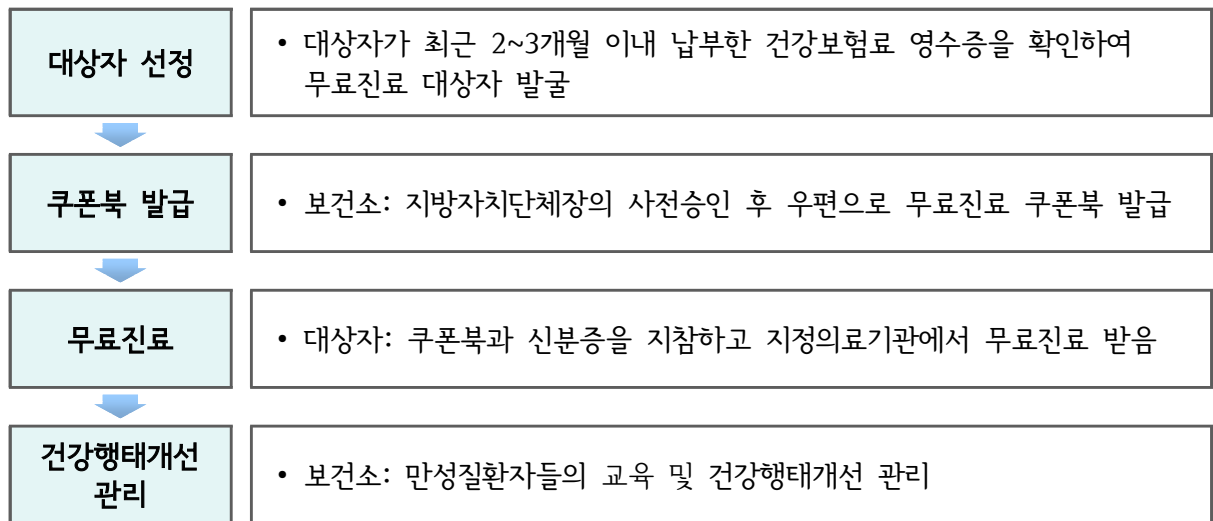 대상자 선정
• 대상자가 최근 2~3개월 이내 납부한 건강보험료 영수증을 확인하여
무료진료 대상자 발굴
쿠폰북 발급
• 보건소: 지방자치단체장의 사전승인 후 우편으로 무료진료 쿠폰북 발급
무료진료
• 대상자: 쿠폰북과 신분증을 지참하고 지정의료기관에서 무료진료 받음
건강행태개선
관리
• 보건소: 만성질환자들의 교육 및 건강행태개선 관리